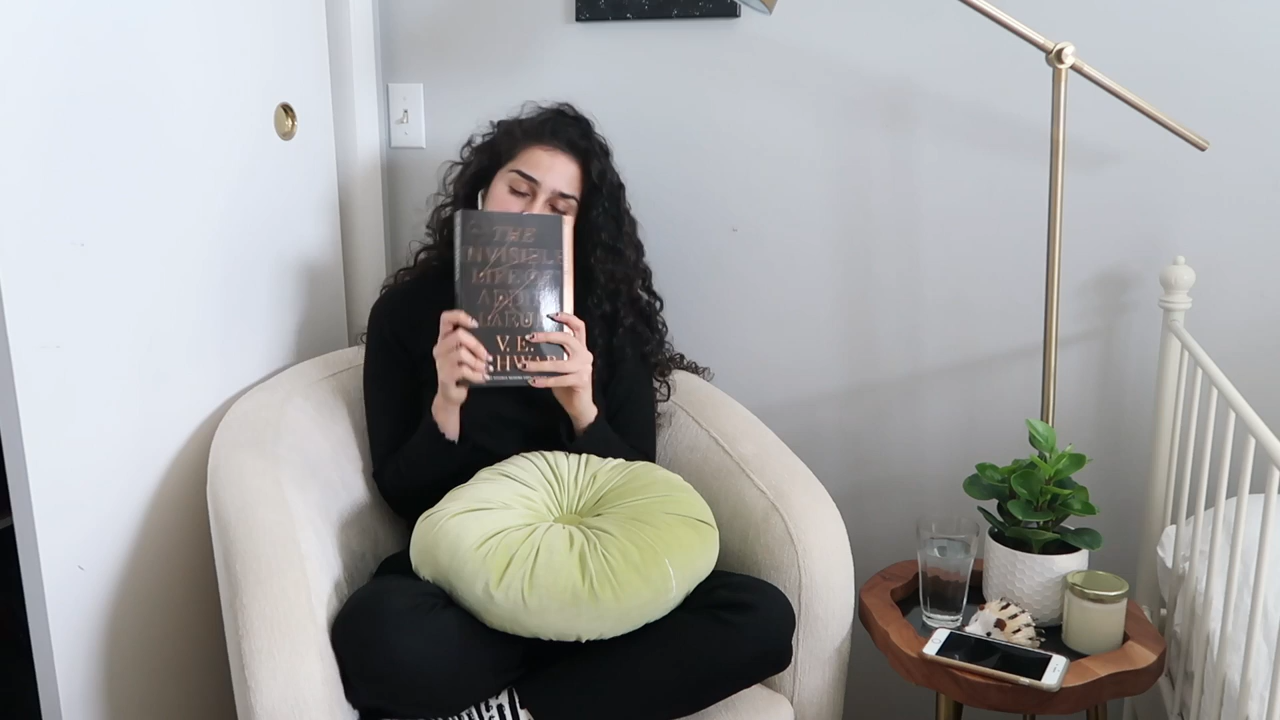 THE
INVISIBLE
LIFE OF
ADDIE
LARUE
V. E.
SCHWAB